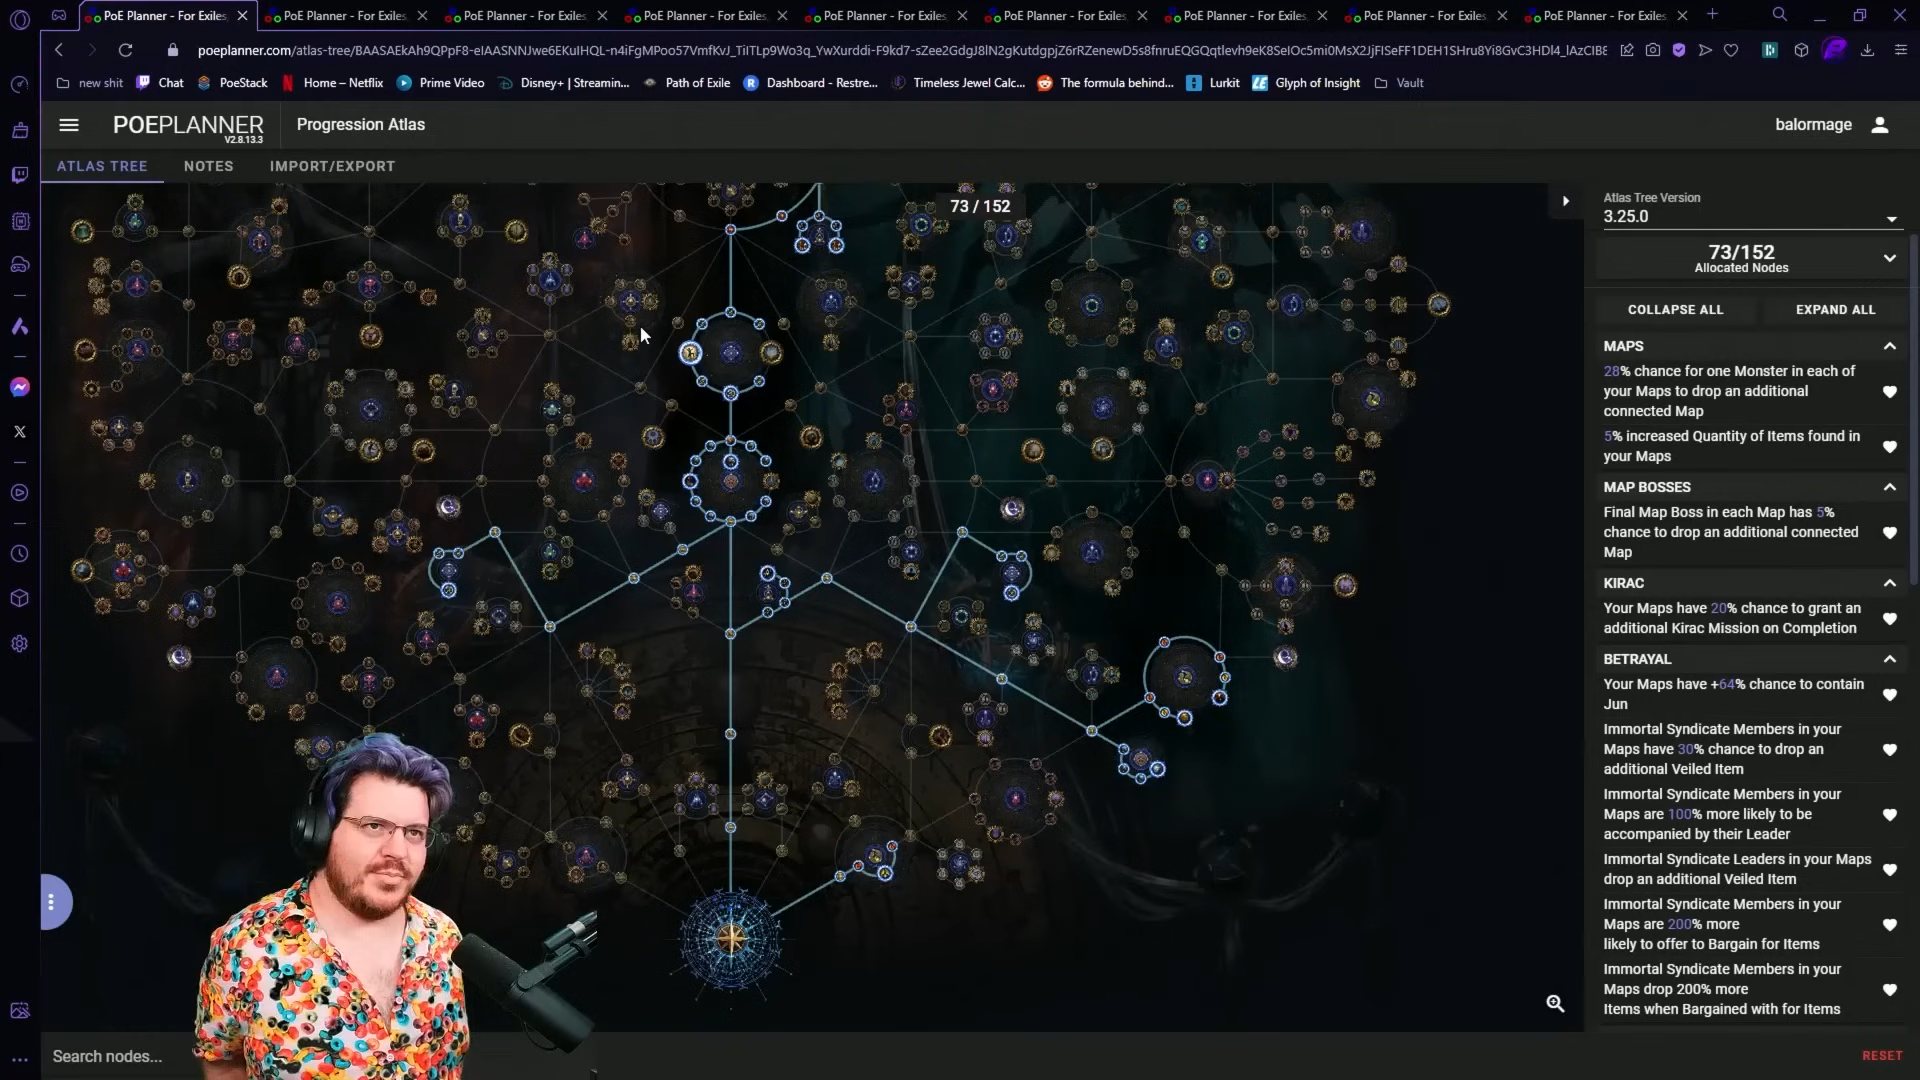 PoE Planner - For Exiles,
PoE Planner - For Exiles,
PoE Planner - For Exiles,
PoE Planner - For Exiles,
PoE Planner - For Exiles,
PoE Planner - For Exiles,
PoE Planner - For Exiles,
PoE Planner - For Exiles,
PoE Planner - For Exiles,
new shit
Chat
PoeStack
Home – Netflix
Prime Video
Disney+ | Streamin...
Path of Exile
Dashboard - Restre...
Timeless Jewel Calc...
The formula behind...
Lurkit
Glyph of Insight
Vault
POEPLANNER
V2.8.13.3
Progression Atlas
balormage
ATLAS TREE
NOTES
IMPORT/EXPORT
73 / 152
Atlas Tree Version
3.25.0
73/152
Allocated Nodes
COLLAPSE ALL
EXPAND ALL
MAPS
28% chance for one Monster in each of
your Maps to drop an additional
connected Map
5% increased Quantity of Items found in
your Maps
MAP BOSSES
Final Map Boss in each Map has 5%
chance to drop an additional connected
Map
KIRAC
Your Maps have 20% chance to grant an
additional Kirac Mission on Completion
BETRAYAL
Your Maps have +64% chance to contain
Jun
Immortal Syndicate Members in your
Maps have 30% chance to drop an
additional Veiled Item
Immortal Syndicate Members in your
Maps are 100% more likely to be
accompanied by their Leader
Immortal Syndicate Leaders in your Maps
drop an additional Veiled Item
Immortal Syndicate Members in your
Maps are 200% more
likely to offer to Bargain for Items
Immortal Syndicate Members in your
Maps drop 200% more
Items when Bargained with for Items
Search nodes...
RESET